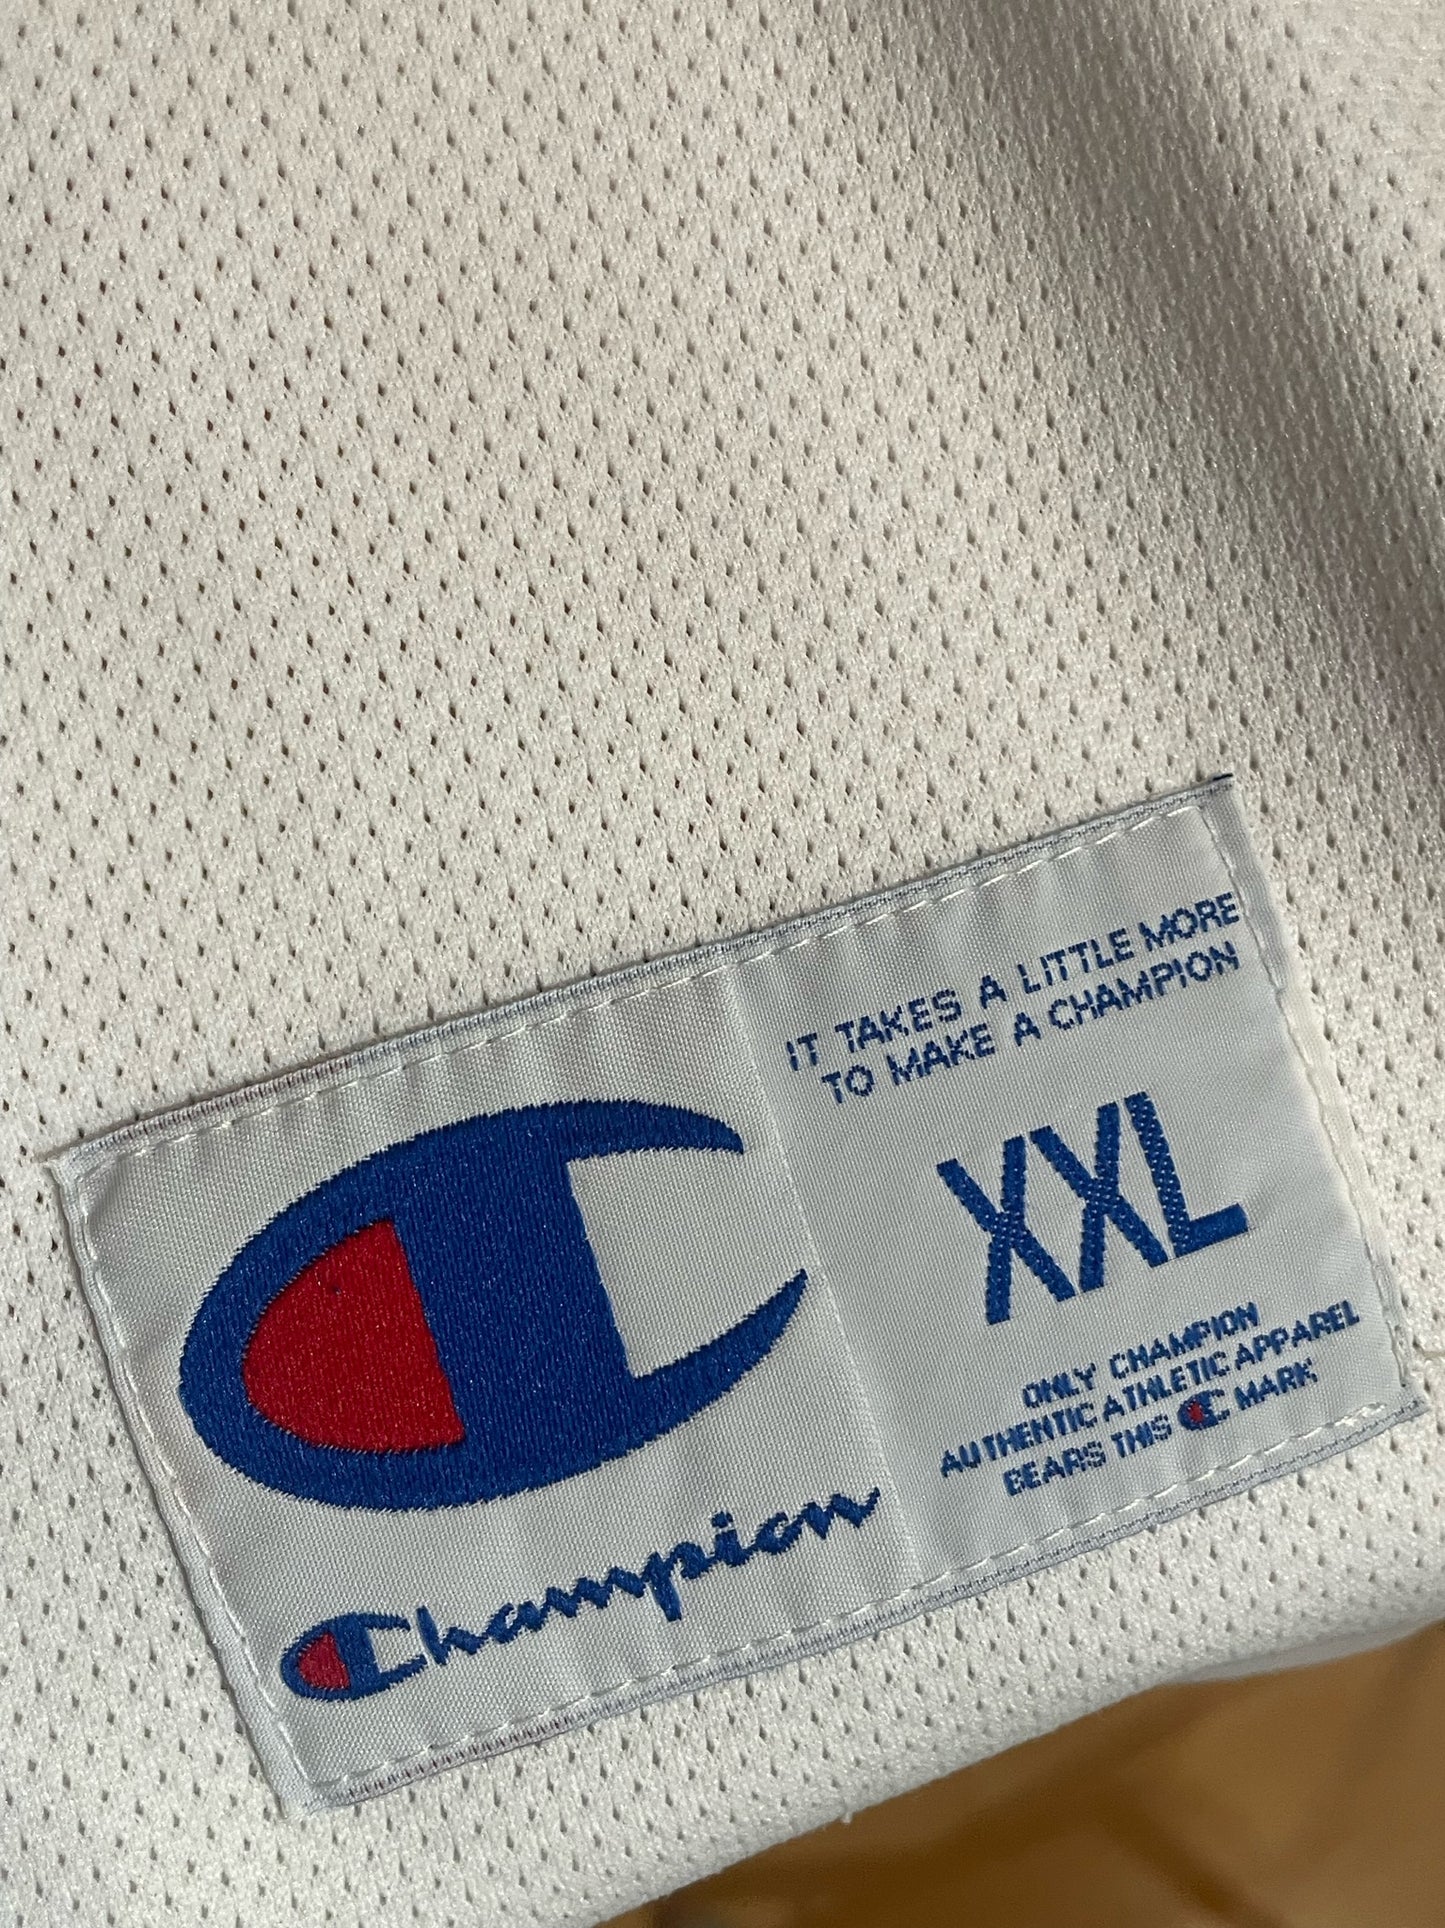 IT TAKES A LITTLE MORE
TO MAKE A CHAMPION
XXL
ONLY CHAMPION
AUTHENTIC ATHLETIC APPAREL
BEARS THIS C MARK
Champion